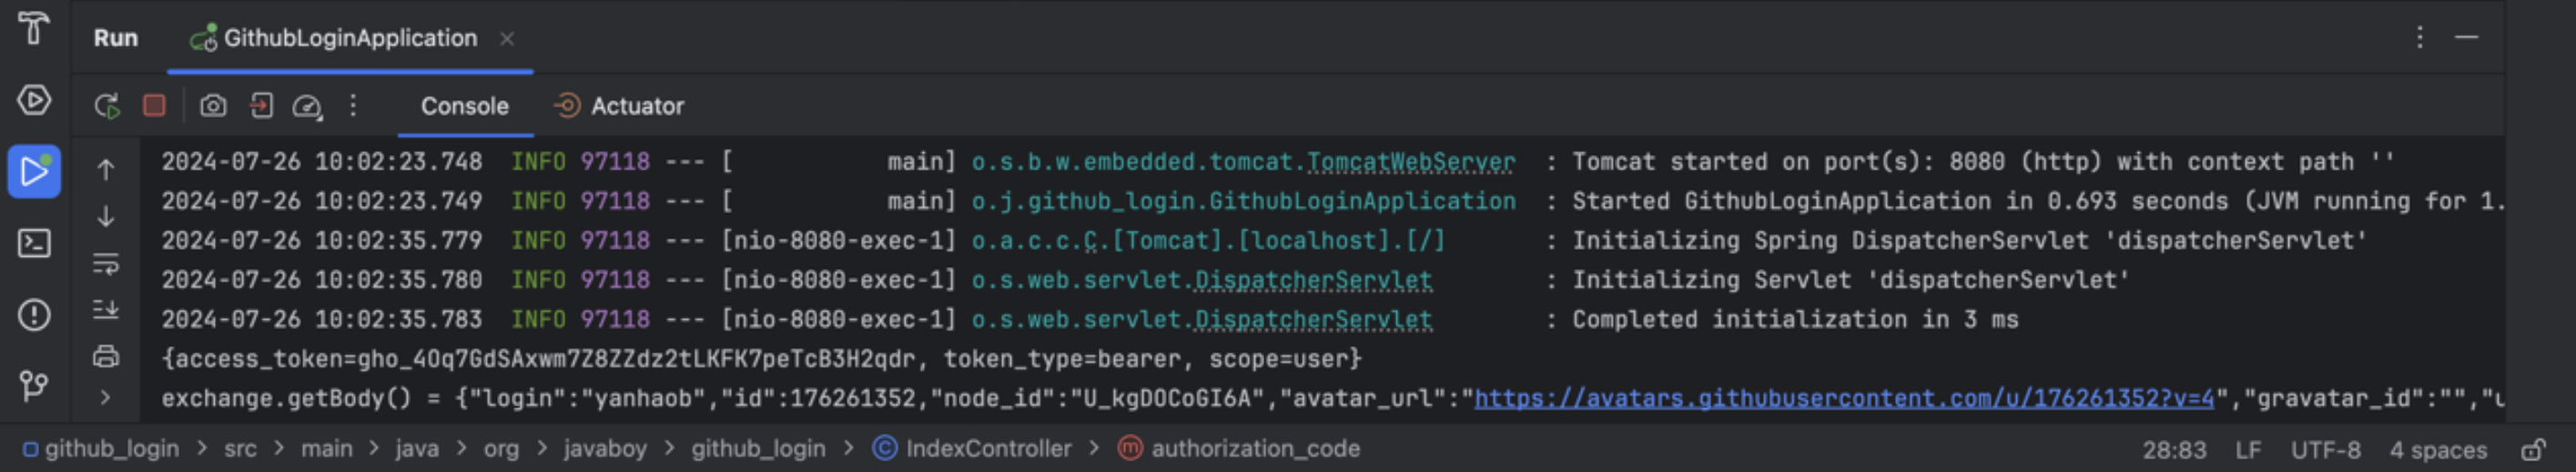 Run GithubLoginApplication
Console Actuator
2024-07-26 10:02:23.748 INFO 97118 --- [ main] o.s.b.w.embedded.tomcat.TomcatWebServer : Tomcat started on port(s): 8080 (http) with context path ''
2024-07-26 10:02:23.749 INFO 97118 --- [ main] o.j.github_login.GithubLoginApplication : Started GithubLoginApplication in 0.693 seconds (JVM running for 1.
2024-07-26 10:02:35.779 INFO 97118 --- [nio-8080-exec-1] o.a.c.c.C.[Tomcat].[localhost].[/] : Initializing Spring DispatcherServlet 'dispatcherServlet'
2024-07-26 10:02:35.780 INFO 97118 --- [nio-8080-exec-1] o.s.web.servlet.DispatcherServlet : Initializing Servlet 'dispatcherServlet'
2024-07-26 10:02:35.783 INFO 97118 --- [nio-8080-exec-1] o.s.web.servlet.DispatcherServlet : Completed initialization in 3 ms
{access_token=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, token_type=bearer, scope=user}
exchange.getBody() = {"login":"yanhaob","id":176261352,"node_id":"U_kgDOCoGI6A","avatar_url":"https://avatars.githubusercontent.com/u/176261352?v=4","gravatar_id":"","u
github_login > src > main > java > org > javaboy > github_login > IndexController > authorization_code 28:83 LF UTF-8 4 spaces